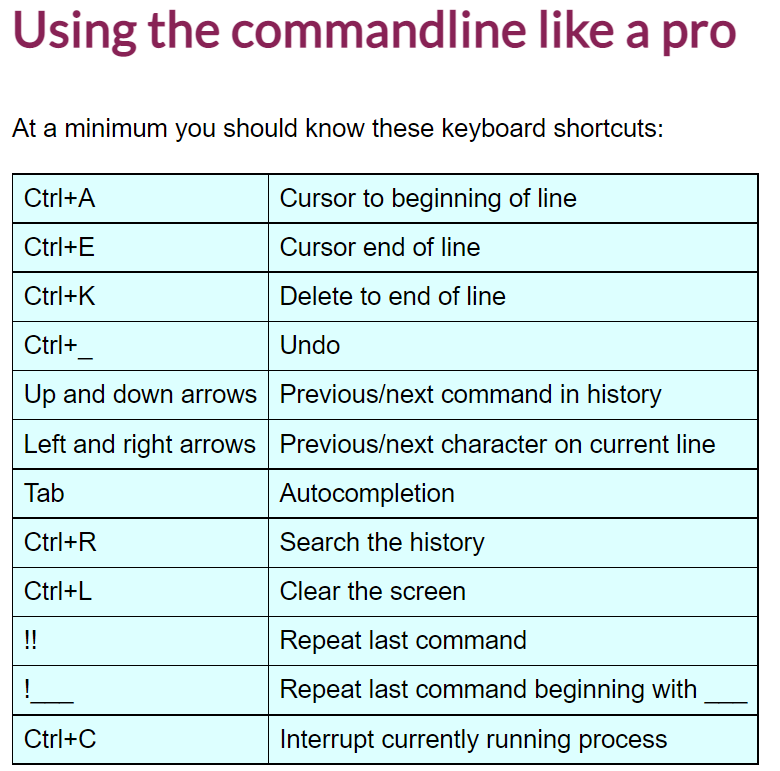 Using the commandline like a pro
At a minimum you should know these keyboard shortcuts:
Ctrl+A Cursor to beginning of line
Ctrl+E Cursor end of line
Ctrl+K Delete to end of line
Ctrl+_ Undo
Up and down arrows Previous/next command in history
Left and right arrows Previous/next character on current line
Tab Autocompletion
Ctrl+R Search the history
Ctrl+L Clear the screen
!! Repeat last command
!___ Repeat last command beginning with ___
Ctrl+C Interrupt currently running process